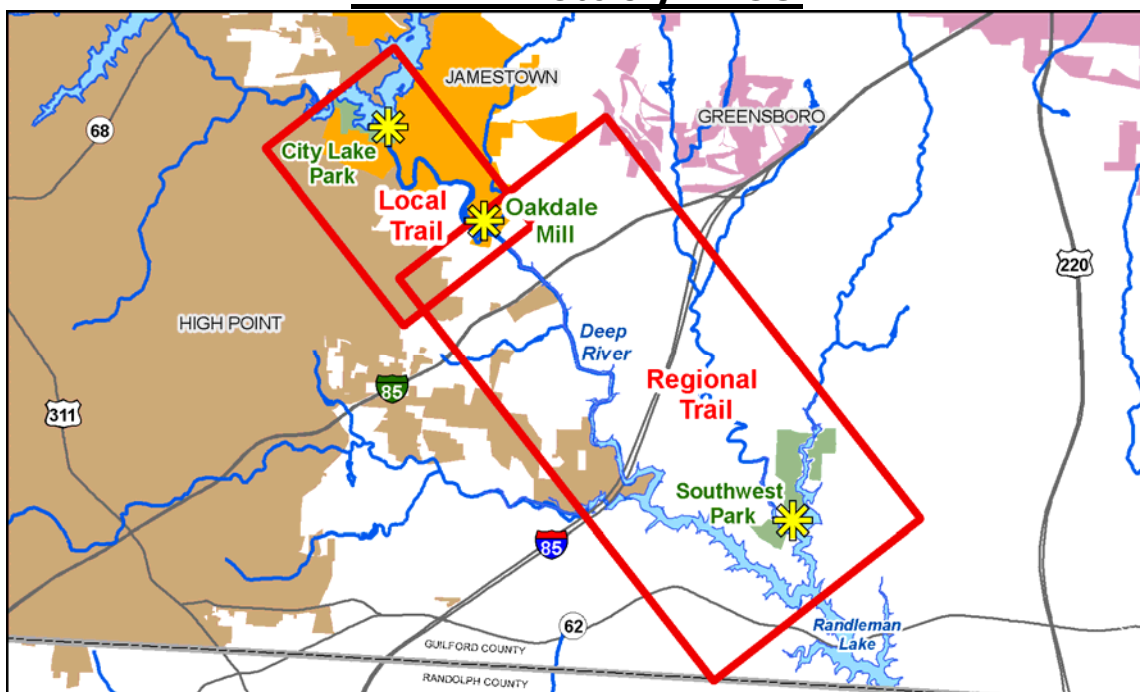 JAMESTOWN
GREENSBORO
68
City Lake
Park
Local
Trail
Oakdale
Mill
220
HIGH POINT
Deep
River
Regional
Trail
85
311
Southwest
Park
85
62
Randleman
Lake
GUILFORD COUNTY
RANDOLPH COUNTY